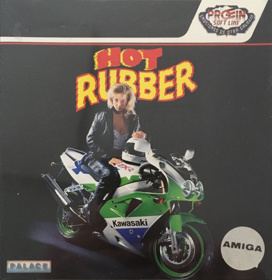 PROEIN
SOFT LINE
HOT
RUBBER
Kawasaki
AMIGA
PALACE